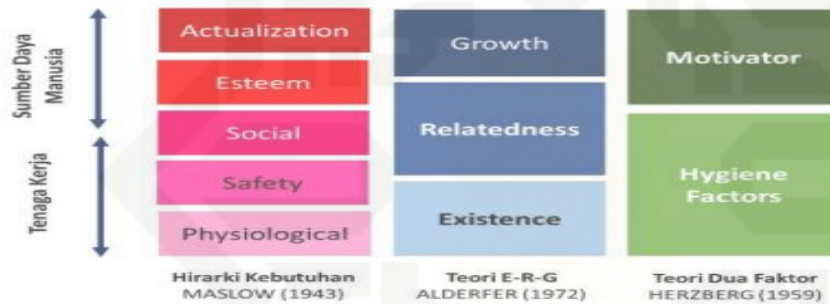 Sumber Daya
Manusia
Tenaga Kerja
Actualization
Esteem
Social
Safety
Physiological
Hirarki Kebutuhan
MASLOW (1943)
Growth
Relatedness
Existence
Teori E-R-G
ALDERFER (1972)
Motivator
Hygiene
Factors
Teori Dua Faktor
HERZBERG (1959)